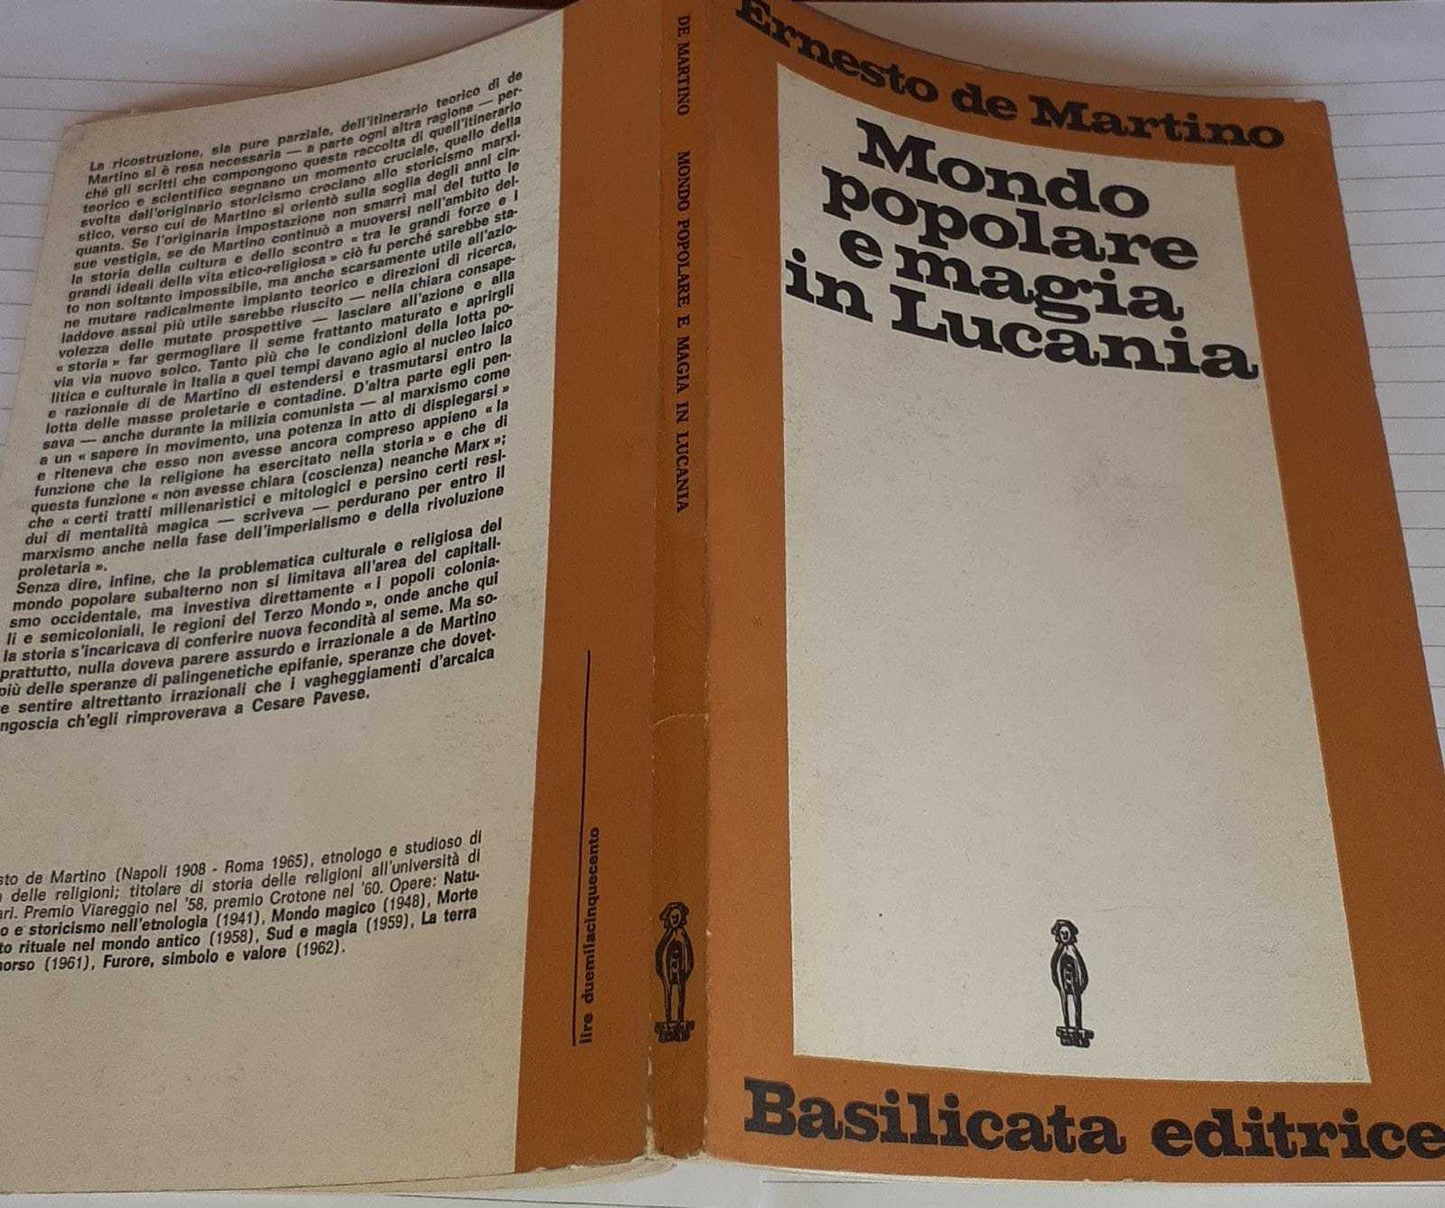 La ricostruzione, sia pure parziale, dell'itinerario teorico di de
Martino si è resa necessaria — a parte ogni altra ragione — per-
ché gli scritti che compongono questa raccolta di quell'itinerario
teorico e scientifico segnano un momento cruciale, quello della
svolta dall'originario storicismo crociano allo storicismo marxi-
stico, verso cui de Martino si orientò sulla soglia degli anni cin-
quanta. Se l'originaria impostazione non smarrì mai del tutto le
sue vestigia, se de Martino continuò a muoversi nell'ambito del-
la storia della cultura e dello scontro « tra le grandi forze e i
grandi ideali della vita etico-religiosa » ciò fu perché sarebbe sta-
to non soltanto impossibile, ma anche scarsamente utile all'azio-
ne mutare radicalmente impianto teorico e direzioni di ricerca,
laddove assai più utile sarebbe riuscito — nella chiara consape-
volezza delle mutate prospettive — lasciare all'azione e alla
« storia » far germogliare il seme frattanto maturato e aprirgli
via via nuovo solco. Tanto più che le condizioni della lotta po-
litica e culturale in Italia a quei tempi davano agio al nucleo laico
e razionale di de Martino di estendersi e trasmutarsi entro la
lotta delle masse proletarie e contadine. D'altra parte egli pen-
sava — anche durante la milizia comunista — al marxismo come
a un « sapere in movimento, una potenza in atto di dispiegarsi »
e riteneva che esso non avesse ancora compreso appieno « la
funzione che la religione ha esercitato nella storia » e che di
questa funzione « non avesse chiara (coscienza) neanche Marx »;
che « certi tratti millenaristici e mitologici e persino certi resi-
dui di mentalità magica — scriveva — perdurano per entro il
marxismo anche nella fase dell'imperialismo e della rivoluzione
proletaria ».
Senza dire, infine, che la problematica culturale e religiosa del
mondo popolare subalterno non si limitava all'area del capitali-
smo occidentale, ma investiva direttamente « i popoli colonia-
li e semicoloniali, le regioni del Terzo Mondo », onde anche qui
la storia s'incaricava di conferire nuova fecondità al seme. Ma so-
prattutto, nulla doveva parere assurdo e irrazionale a de Martino
più delle speranze di palingenetiche epifanie, speranze che dovet-
e sentire altrettanto irrazionali che i vagheggiamenti d'arcaica
ngoscia ch'egli rimproverava a Cesare Pavese.
sto de Martino (Napoli 1908 - Roma 1965), etnologo e studioso di
delle religioni; titolare di storia delle religioni all'università di
ari. Premio Viareggio nel '58, premio Crotone nel '60. Opere: Natu-
o e storicismo nell'etnologia (1941), Mondo magico (1948), Morte
to rituale nel mondo antico (1958), Sud e magia (1959), La terra
orso (1961), Furore, simbolo e valore (1962).
lire duemilacinquecento
DE MARTINO MONDO POPOLARE E MAGIA IN LUCANIA
Ernesto de Martino
Mondo
popolare
e magia
in Lucania
Basilicata editrice